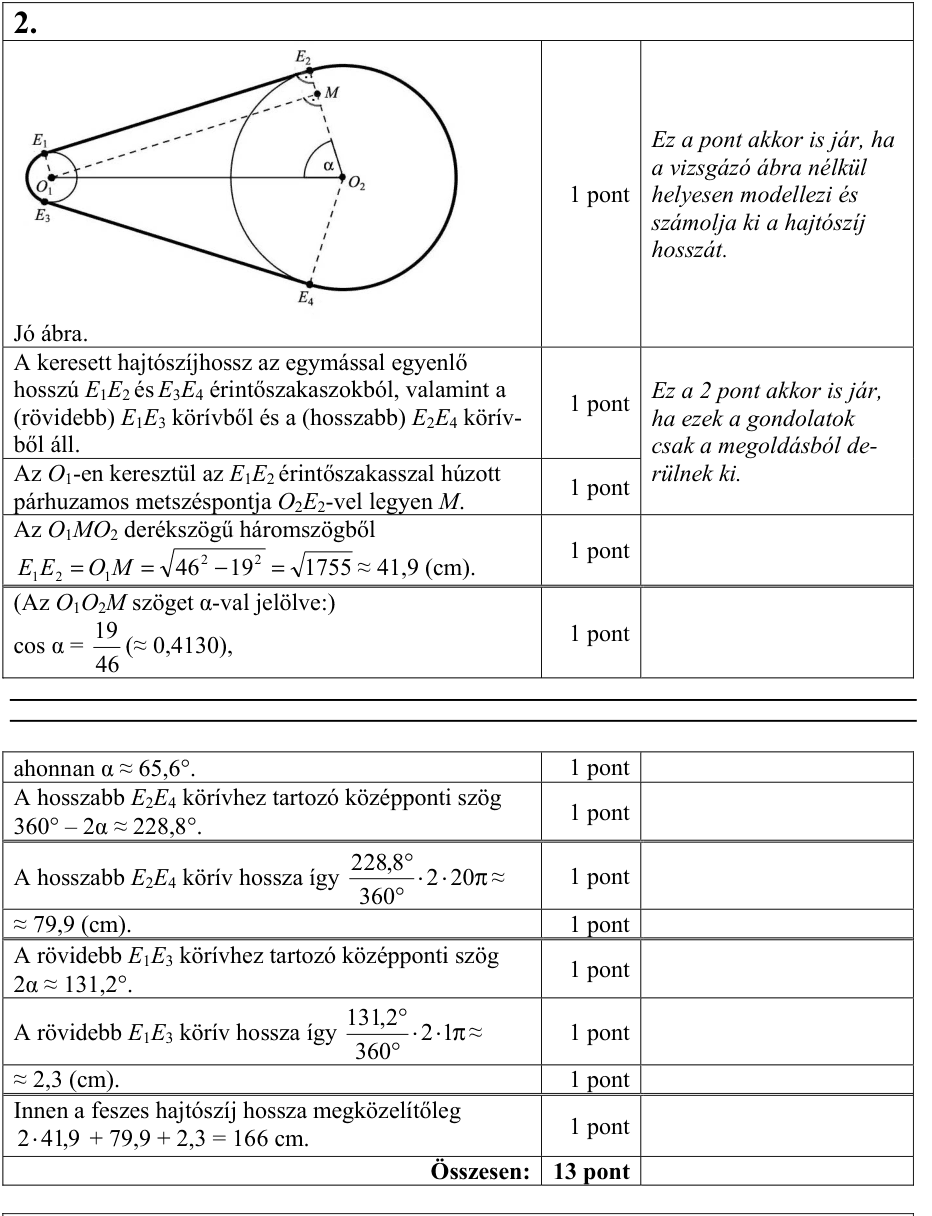 2.
E₂
M
E₁
α
O₁
O₂
E₃
E₄
Jó ábra.
1 pont
Ez a pont akkor is jár, ha
a vizsgázó ábra nélkül
helyesen modellezi és
számolja ki a hajtószíj
hosszát.
A keresett hajtószíjhossz az egymással egyenlő
hosszú E₁E₂ és E₃E₄ érintőszakaszokból, valamint a
(rövidebb) E₁E₃ körívből és a (hosszabb) E₂E₄ körív-
ből áll.
1 pont
Ez a 2 pont akkor is jár,
ha ezek a gondolatok
csak a megoldásból de-
rülnek ki.
Az O₁-en keresztül az E₁E₂ érintőszakasszal húzott
párhuzamos metszéspontja O₂E₂-vel legyen M.
1 pont
Az O₁MO₂ derékszögű háromszögből
E₁E₂ = O₁M = √(46² − 19²) = √1755 ≈ 41,9 (cm).
1 pont
(Az O₁O₂M szöget α-val jelölve:)
cos α = 19/46 (≈ 0,4130),
1 pont
ahonnan α ≈ 65,6°.
1 pont
A hosszabb E₂E₄ körívhez tartozó középponti szög
360° – 2α ≈ 228,8°.
1 pont
A hosszabb E₂E₄ körív hossza így 228,8°/360° · 2 · 20π ≈
1 pont
≈ 79,9 (cm).
1 pont
A rövidebb E₁E₃ körívhez tartozó középponti szög
2α ≈ 131,2°.
1 pont
A rövidebb E₁E₃ körív hossza így 131,2°/360° · 2 · 1π ≈
1 pont
≈ 2,3 (cm).
1 pont
Innen a feszes hajtószíj hossza megközelítőleg
2·41,9 + 79,9 + 2,3 = 166 cm.
1 pont
Összesen:
13 pont